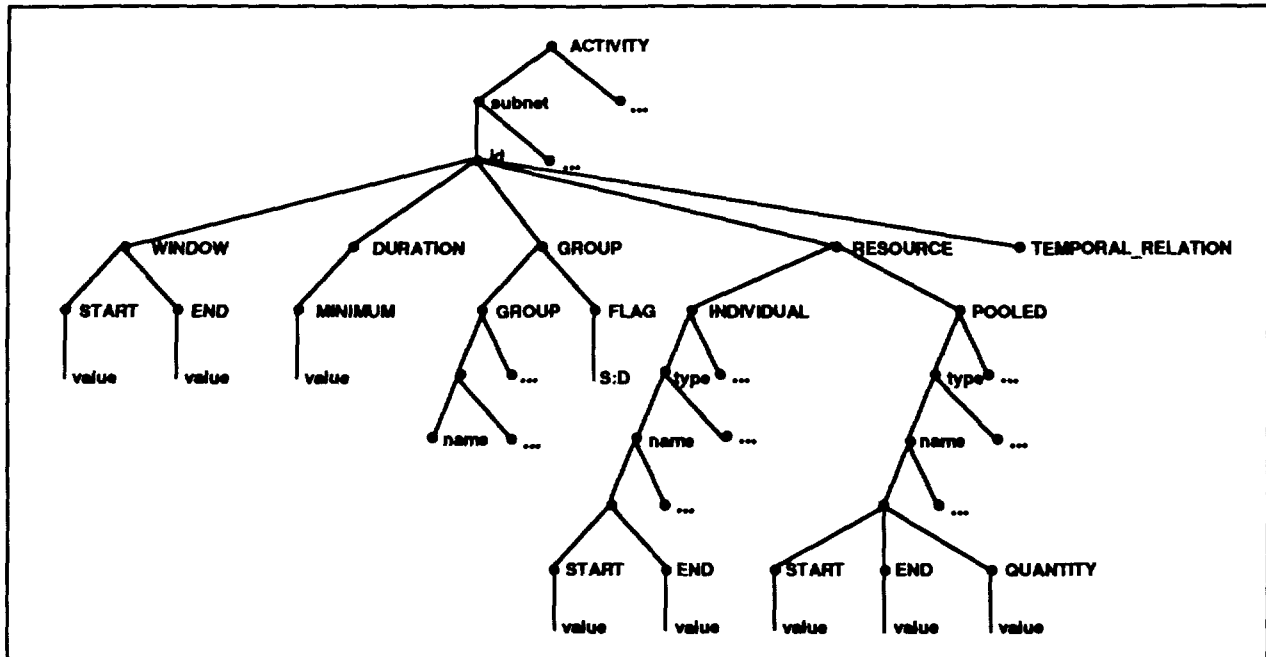 ACTIVITY
subnet ...
id ...
WINDOW DURATION GROUP RESOURCE TEMPORAL_RELATION
START END MINIMUM GROUP FLAG INDIVIDUAL POOLED
value value value ... S:D type ... type ...
name ... name ... name ...
... ...
START END START END QUANTITY
value value value value value